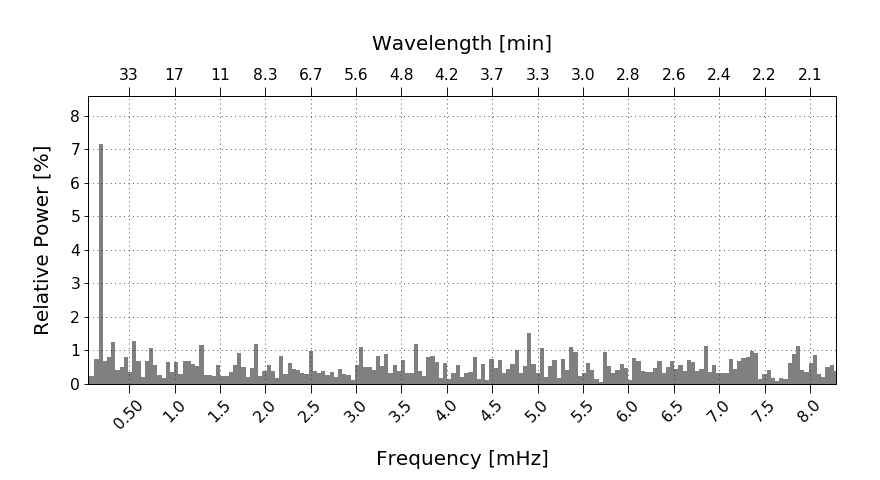 Wavelength [min]
33 17 11 8.3 6.7 5.6 4.8 4.2 3.7 3.3 3.0 2.8 2.6 2.4 2.2 2.1
Relative Power [%]
8
7
6
5
4
3
2
1
0
0.50 1.0 1.5 2.0 2.5 3.0 3.5 4.0 4.5 5.0 5.5 6.0 6.5 7.0 7.5 8.0
Frequency [mHz]